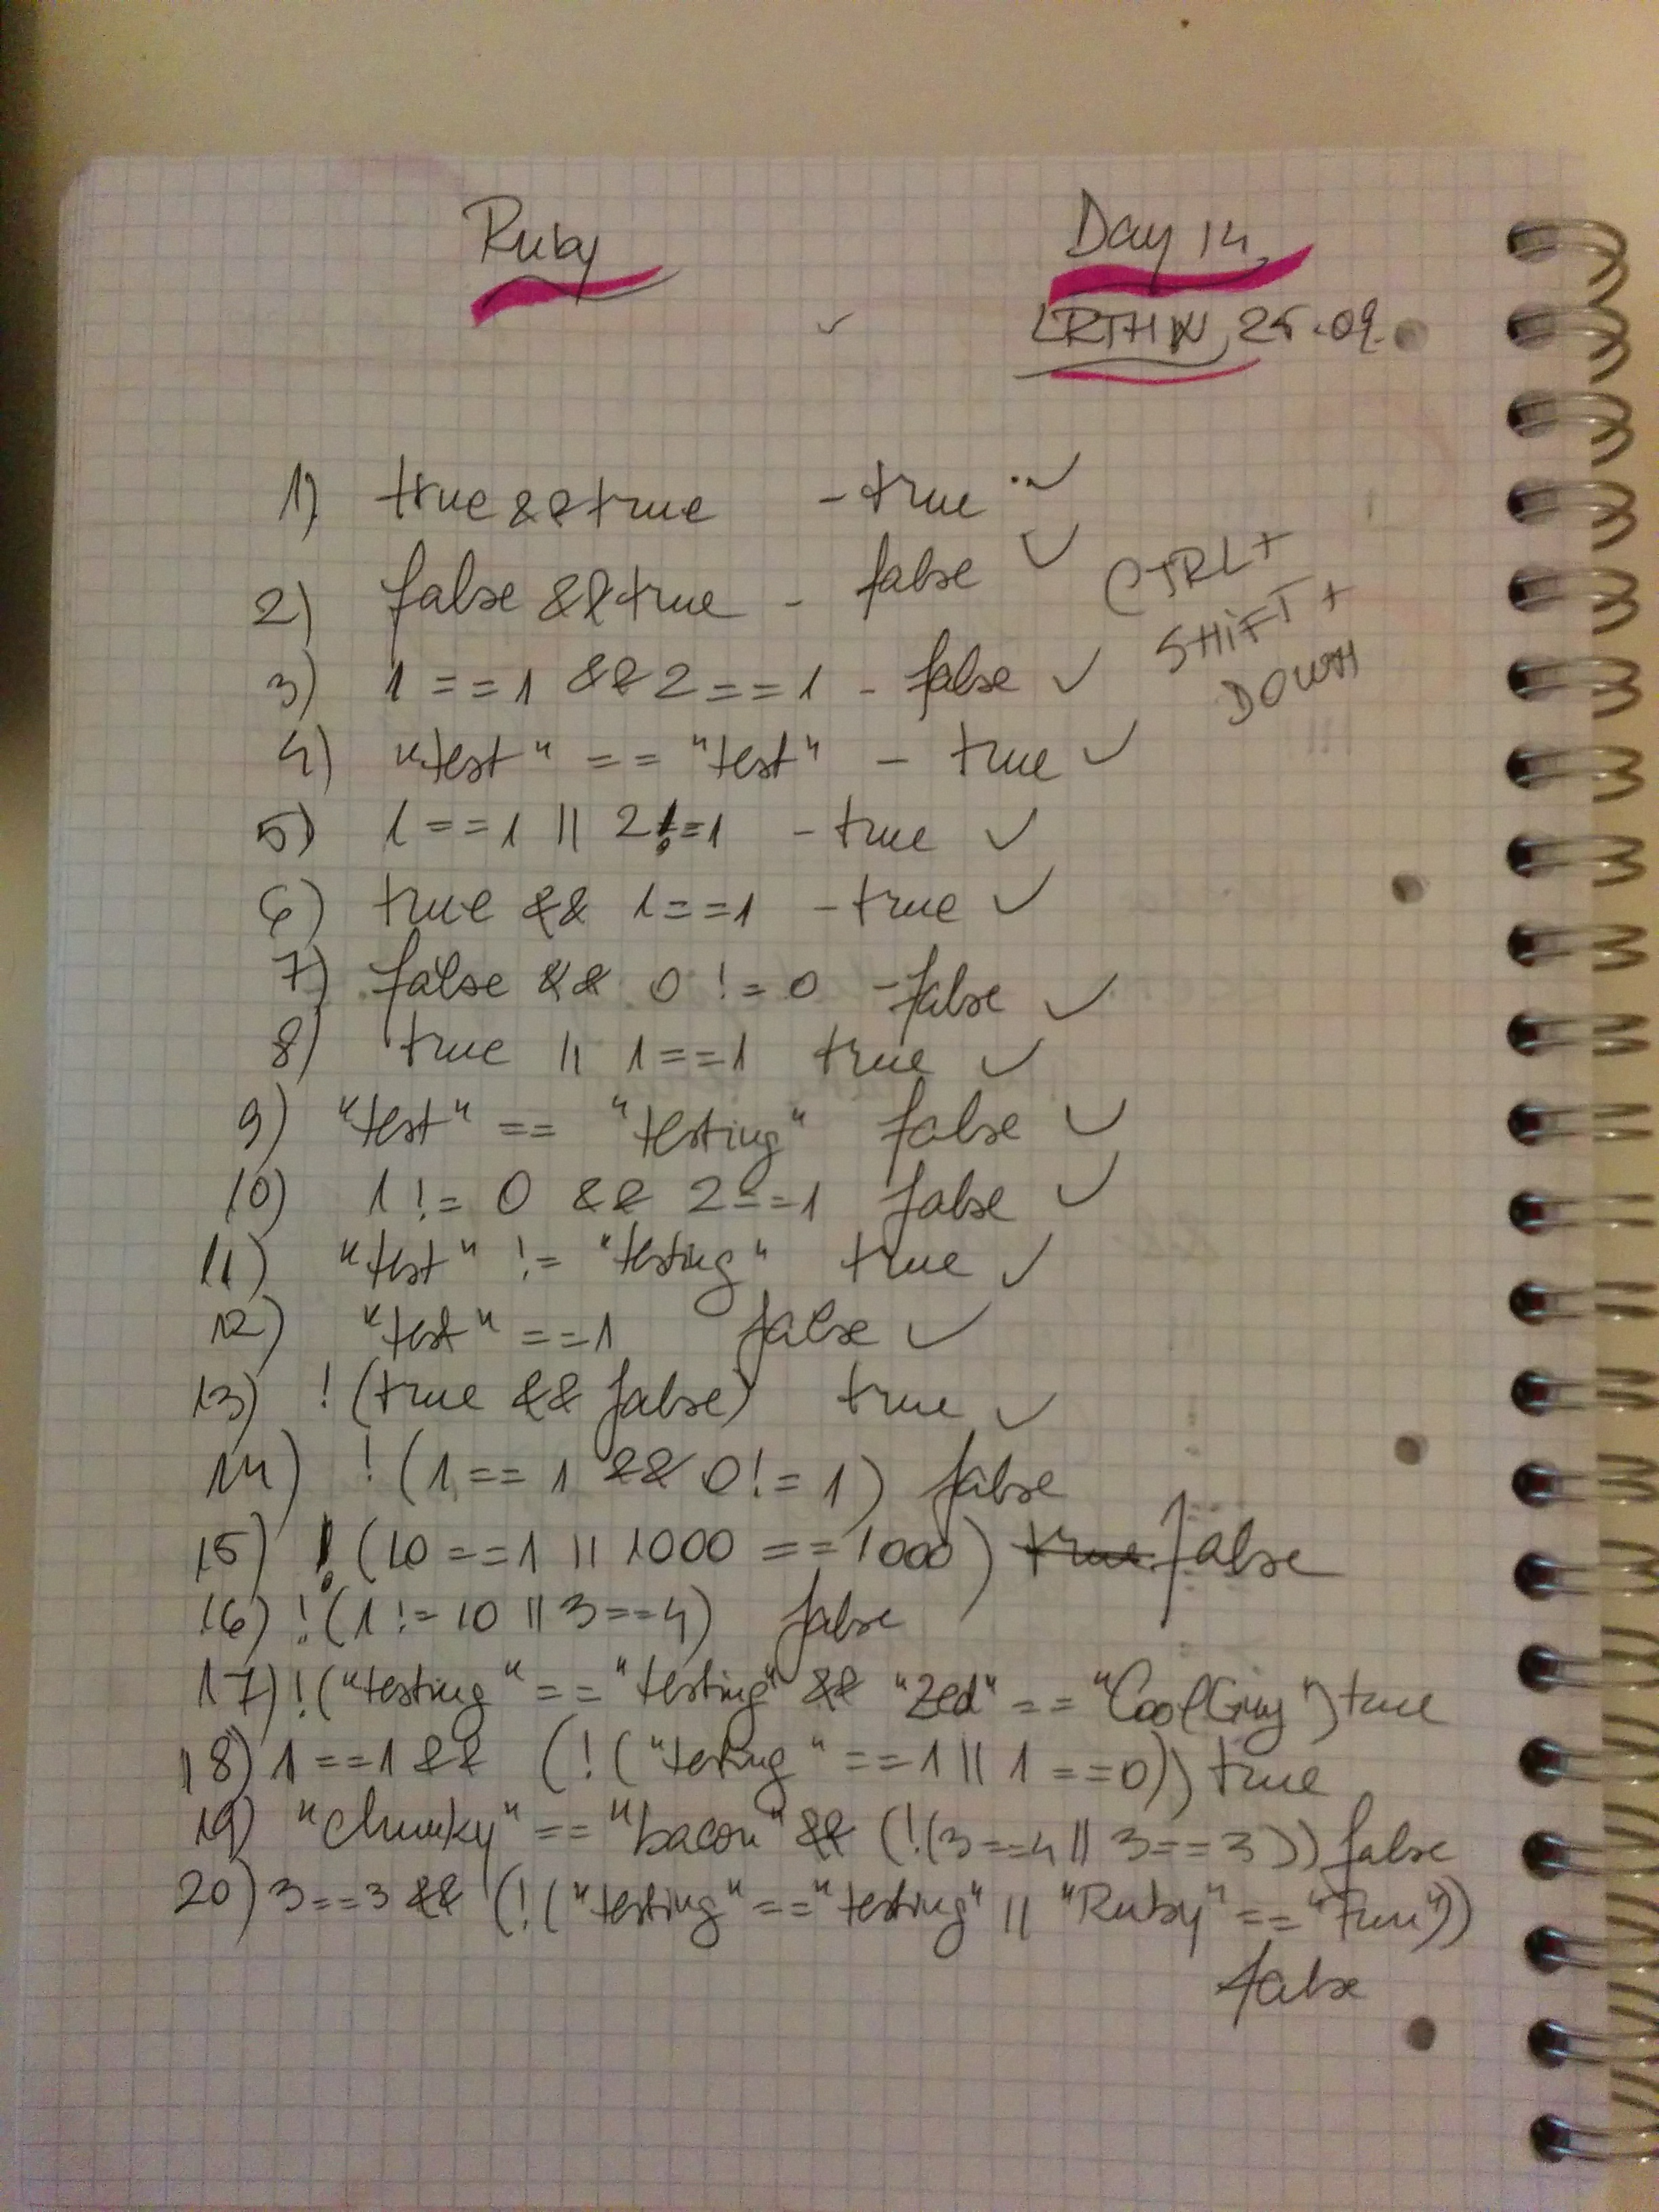 Ruby
Day 14
LRTHW, 25.09.
1) true && true - true ✓
2) false && true - false ✓
CTRL+
SHIFT+
DOWN
!!
3) 1 == 1 && 2 == 1 - false ✓
4) "test" == "test" - true ✓
5) 1 == 1 || 2 != 1 - true ✓
6) true && 1 == 1 - true ✓
7) false && 0 != 0 - false ✓
8) true || 1 == 1 true ✓
9) "test" == "testing" false ✓
10) 1 != 0 && 2 == 1 false ✓
11) "test" != "testing" true ✓
12) "test" == 1 false ✓
13) !(true && false) true ✓
14) !(1 == 1 && 0 != 1) false
15) !(10 == 1 || 1000 == 1000) true false
16) !(1 != 10 || 3 == 4) false
17) !("testing" == "testing" && "Zed" == "Cool Guy") true
18) 1 == 1 && (!("testing" == 1 || 1 == 0)) true
19) "chunky" == "bacon" && (!(3 == 4 || 3 == 3)) false
20) 3 == 3 && (!("testing" == "testing" || "Ruby" == "Fun"))
false